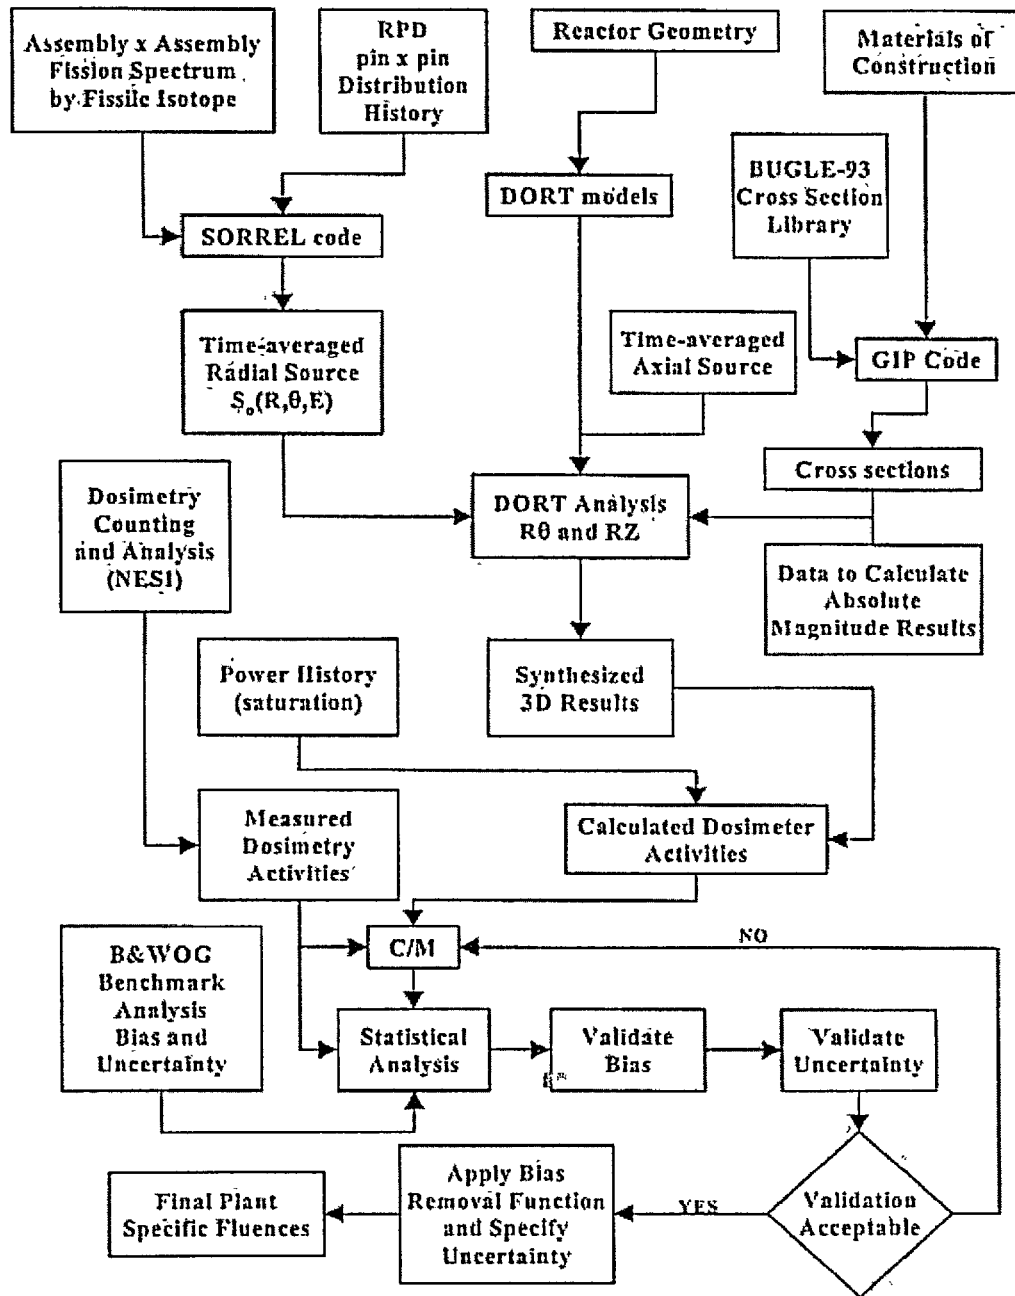 Assembly x Assembly
Fission Spectrum
by Fissile Isotope
RPD
pin x pin
Distribution
History
Reactor Geometry
Materials of
Construction
BUGLE-93
Cross Section
Library
DORT models
SORREL code
Time-averaged
Radial Source
S₀(R,θ,E)
Time-averaged
Axial Source
GIP Code
Cross sections
Dosimetry
Counting
and Analysis
(NESI)
DORT Analysis
Rθ and RZ
Data to Calculate
Absolute
Magnitude Results
Power History
(saturation)
Synthesized
3D Results
Measured
Dosimetry
Activities
Calculated Dosimeter
Activities
C/M
NO
B&WOG
Benchmark
Analysis
Bias and
Uncertainty
Statistical
Analysis
Validate
Bias
Validate
Uncertainty
Final Plant
Specific Fluences
Apply Bias
Removal Function
and Specify
Uncertainty
YES
Validation
Acceptable